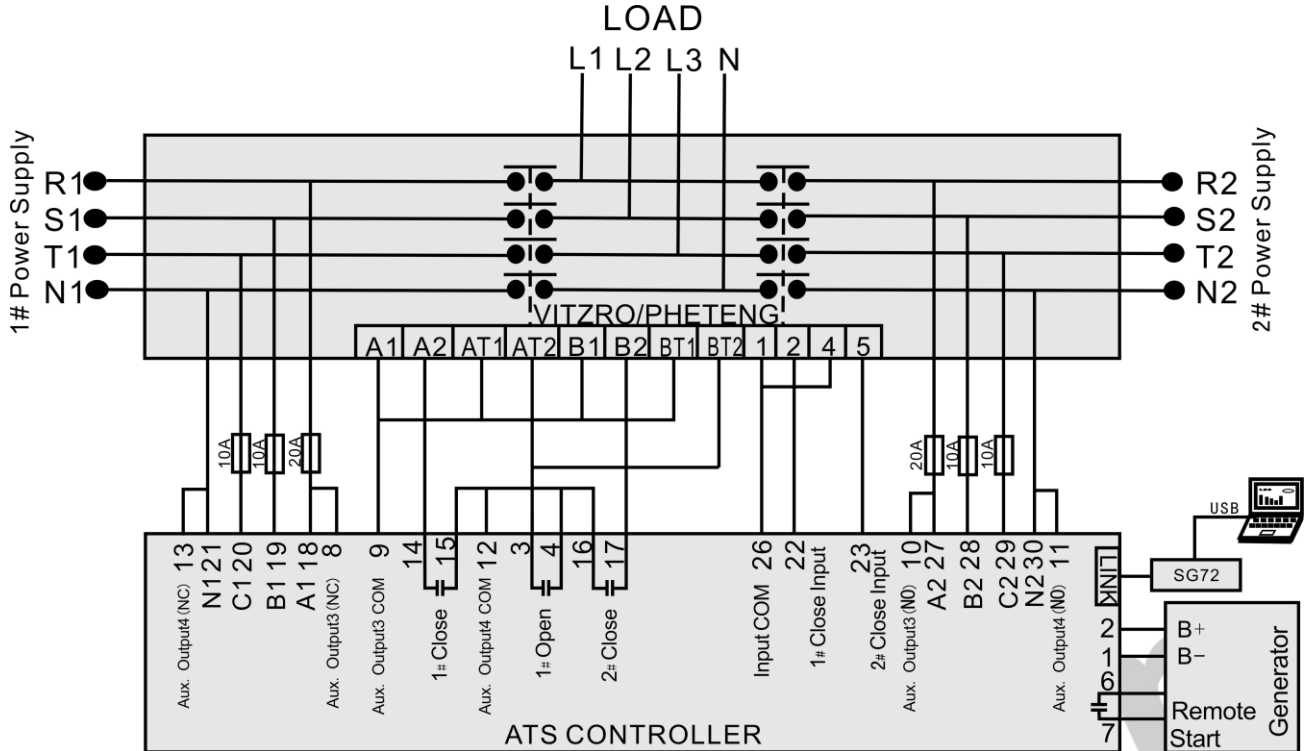 LOAD
L1 L2 L3 N
1# Power Supply
R1
S1
T1
N1
R2
S2
T2
N2
2# Power Supply
VITZRO/PHETENG
A1 A2 AT1 AT2 B1 B2 BT1 BT2 1 2 4 5
10A
10A
20A
20A
10A
10A
USB
SG72
LINK
Aux. Output4(NC) 13
N1 21
C1 20
B1 19
A1 18
Aux. Output3(NC) 8
Aux. Output3 COM 9
14
15
1# Close
Aux. Output4 COM 12
3
4
1# Open
16
17
2# Close
Input COM 26
1# Close Input 22
2# Close Input 23
Aux. Output3(NO) 10
A2 27
B2 28
C2 29
N2 30
Aux. Output4(NO) 11
2
1
6
7
B+
B-
Remote
Start
Generator
ATS CONTROLLER